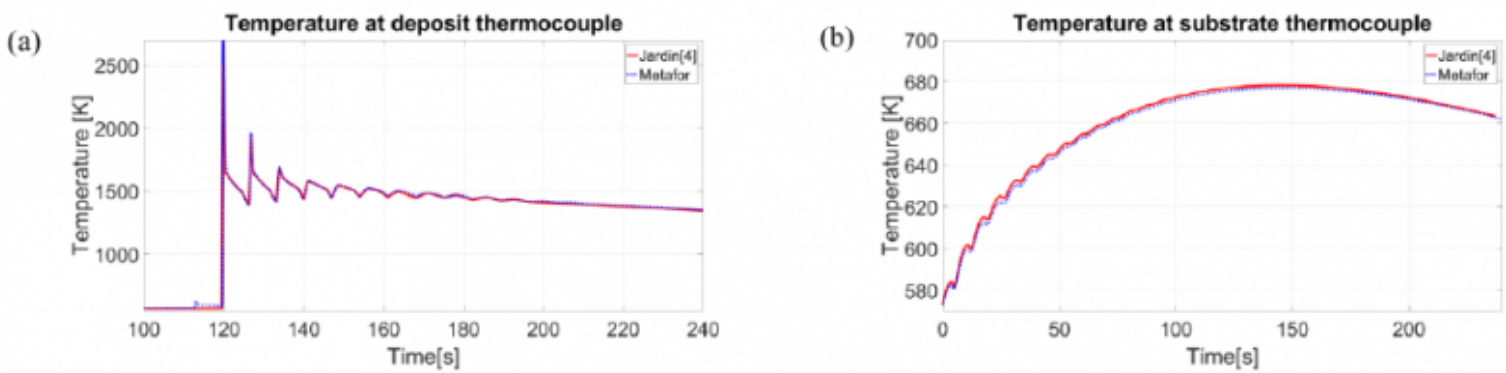 (a)
Temperature at deposit thermocouple
Jardin[4]
Metafor
2500
2000
1500
1000
Temperature [K]
100 120 140 160 180 200 220 240
Time[s]
(b)
Temperature at substrate thermocouple
Jardin[4]
Metafor
700
680
660
640
620
600
580
Temperature [K]
0 50 100 150 200
Time[s]